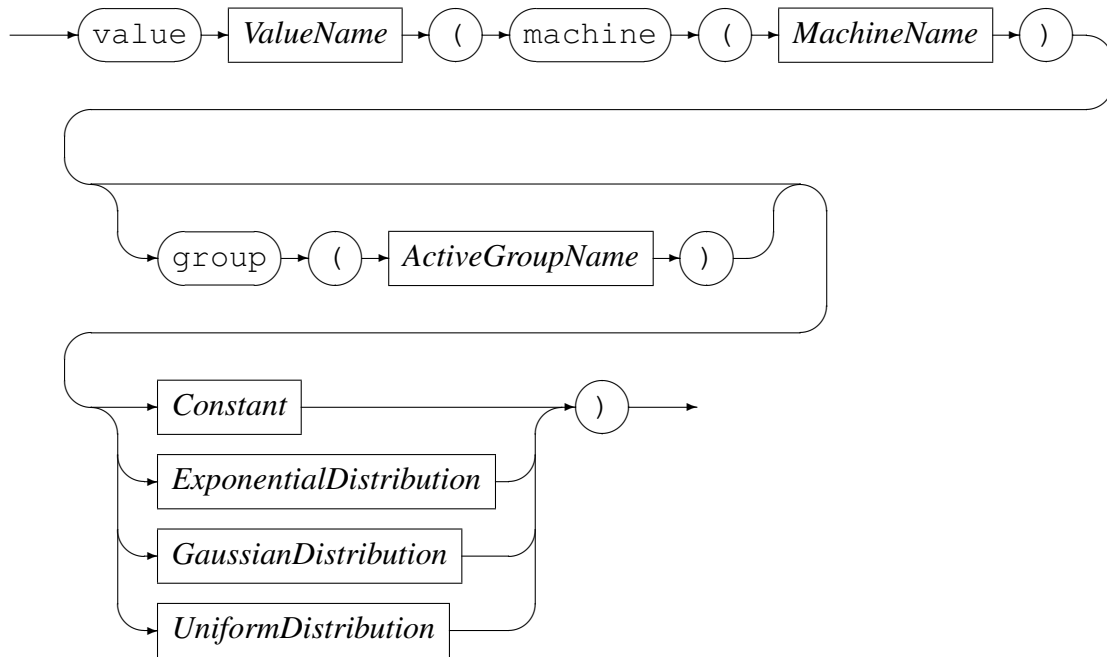 value ValueName ( machine ( MachineName )
group ( ActiveGroupName )
Constant )
ExponentialDistribution
GaussianDistribution
UniformDistribution